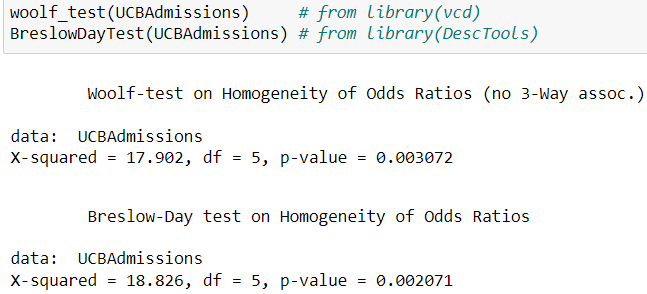 woolf_test(UCBAdmissions)     # from library(vcd)
BreslowDayTest(UCBAdmissions) # from library(DescTools)
Woolf-test on Homogeneity of Odds Ratios (no 3-Way assoc.)
data:  UCBAdmissions
X-squared = 17.902, df = 5, p-value = 0.003072
Breslow-Day test on Homogeneity of Odds Ratios
data:  UCBAdmissions
X-squared = 18.826, df = 5, p-value = 0.002071